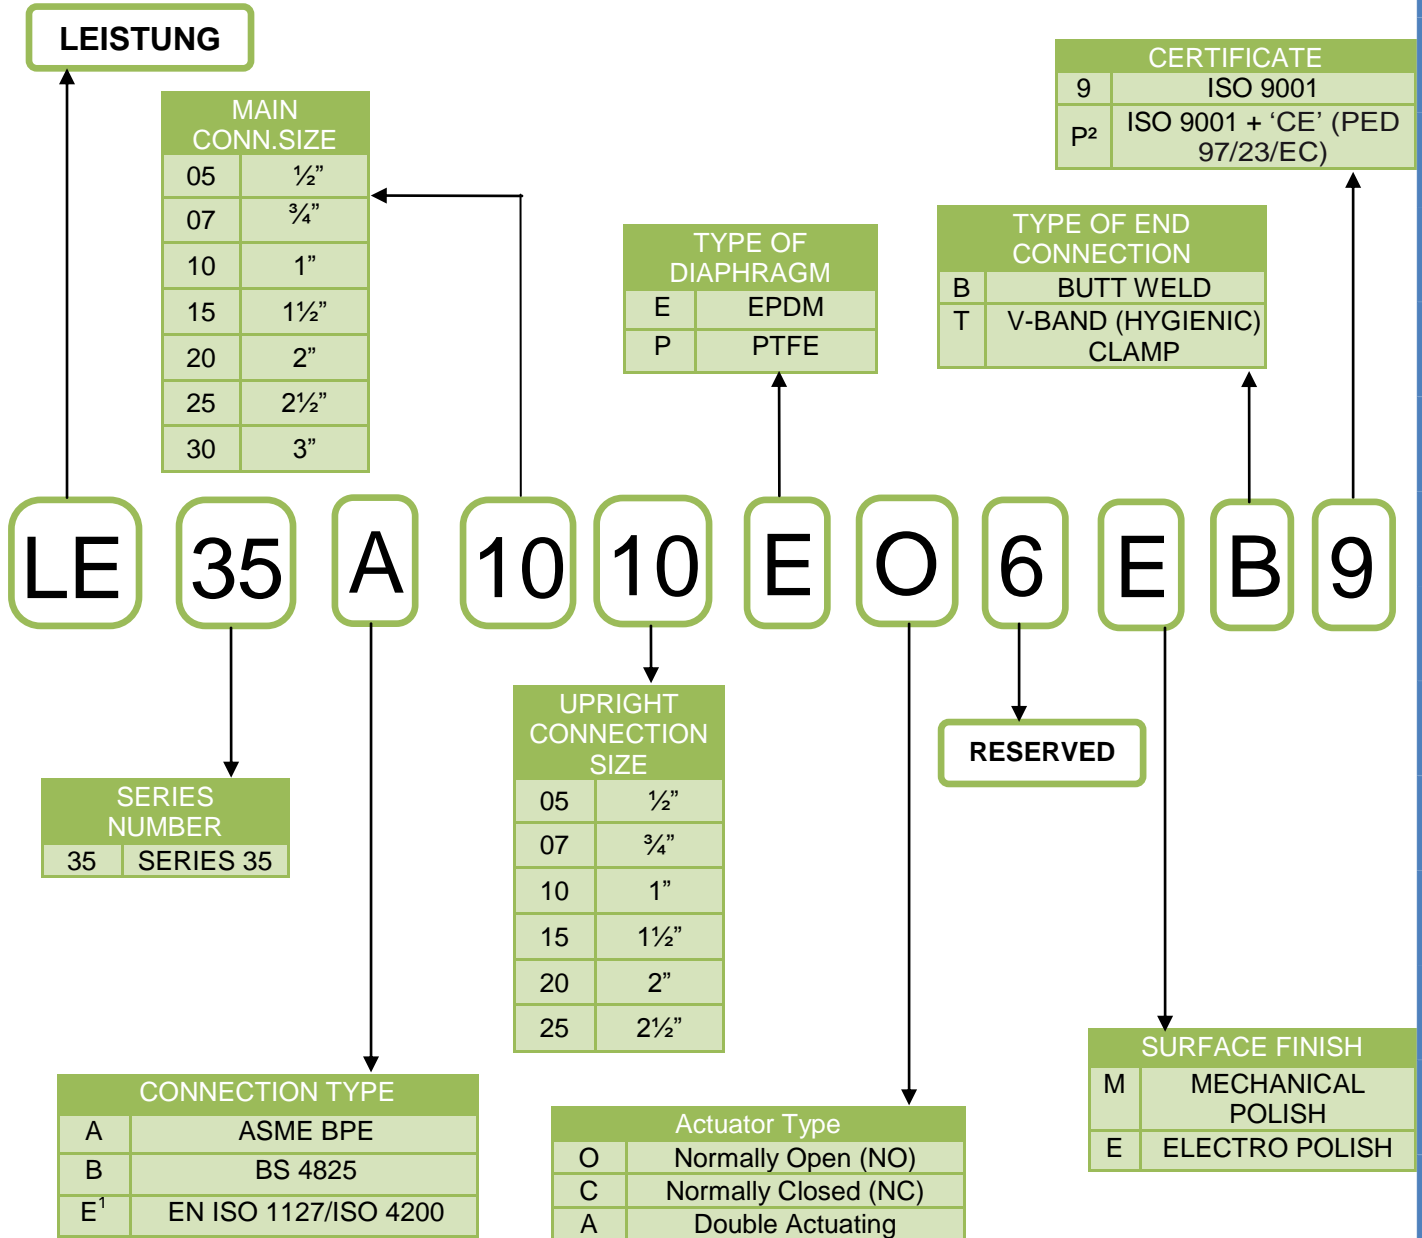 LEISTUNG
CERTIFICATE
9 ISO 9001
P² ISO 9001 + ‘CE’ (PED
97/23/EC)
MAIN
CONN.SIZE
05 ½”
07 ¾”
10 1”
15 1½”
20 2”
25 2½”
30 3”
TYPE OF
DIAPHRAGM
E EPDM
P PTFE
TYPE OF END
CONNECTION
B BUTT WELD
T V-BAND (HYGIENIC)
CLAMP
LE 35 A 10 10 E O 6 E B 9
SERIES
NUMBER
35 SERIES 35
UPRIGHT
CONNECTION
SIZE
05 ½”
07 ¾”
10 1”
15 1½”
20 2”
25 2½”
RESERVED
CONNECTION TYPE
A ASME BPE
B BS 4825
E¹ EN ISO 1127/ISO 4200
Actuator Type
O Normally Open (NO)
C Normally Closed (NC)
A Double Actuating
SURFACE FINISH
M MECHANICAL
POLISH
E ELECTRO POLISH